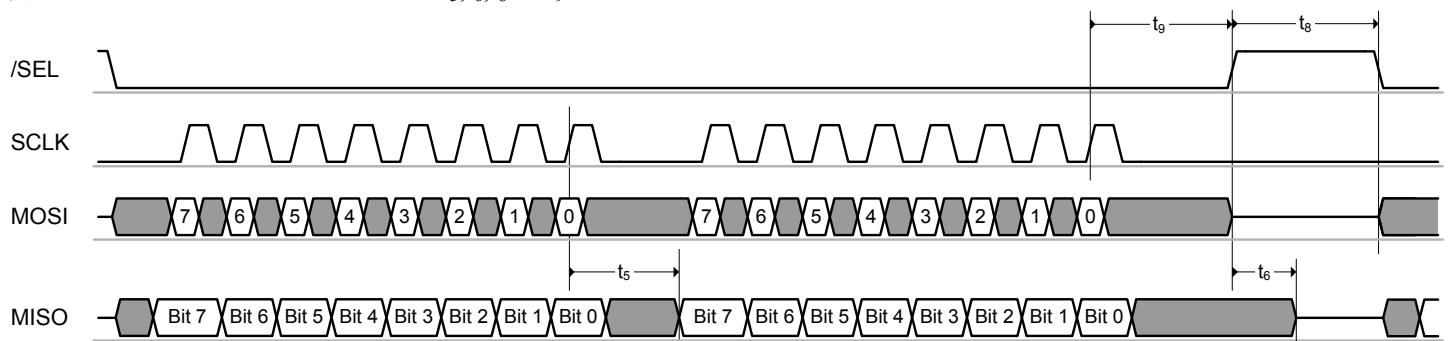 t9 t8
/SEL
SCLK
MOSI 7 6 5 4 3 2 1 0 7 6 5 4 3 2 1 0
t5 t6
MISO Bit 7 Bit 6 Bit 5 Bit 4 Bit 3 Bit 2 Bit 1 Bit 0 Bit 7 Bit 6 Bit 5 Bit 4 Bit 3 Bit 2 Bit 1 Bit 0